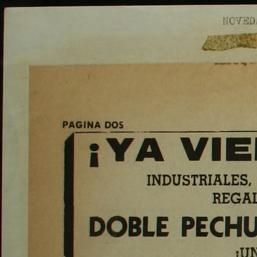 NOVED
PAGINA DOS
¡YA VIE
INDUSTRIALES,
REGAL
DOBLE PECHU
¡UN